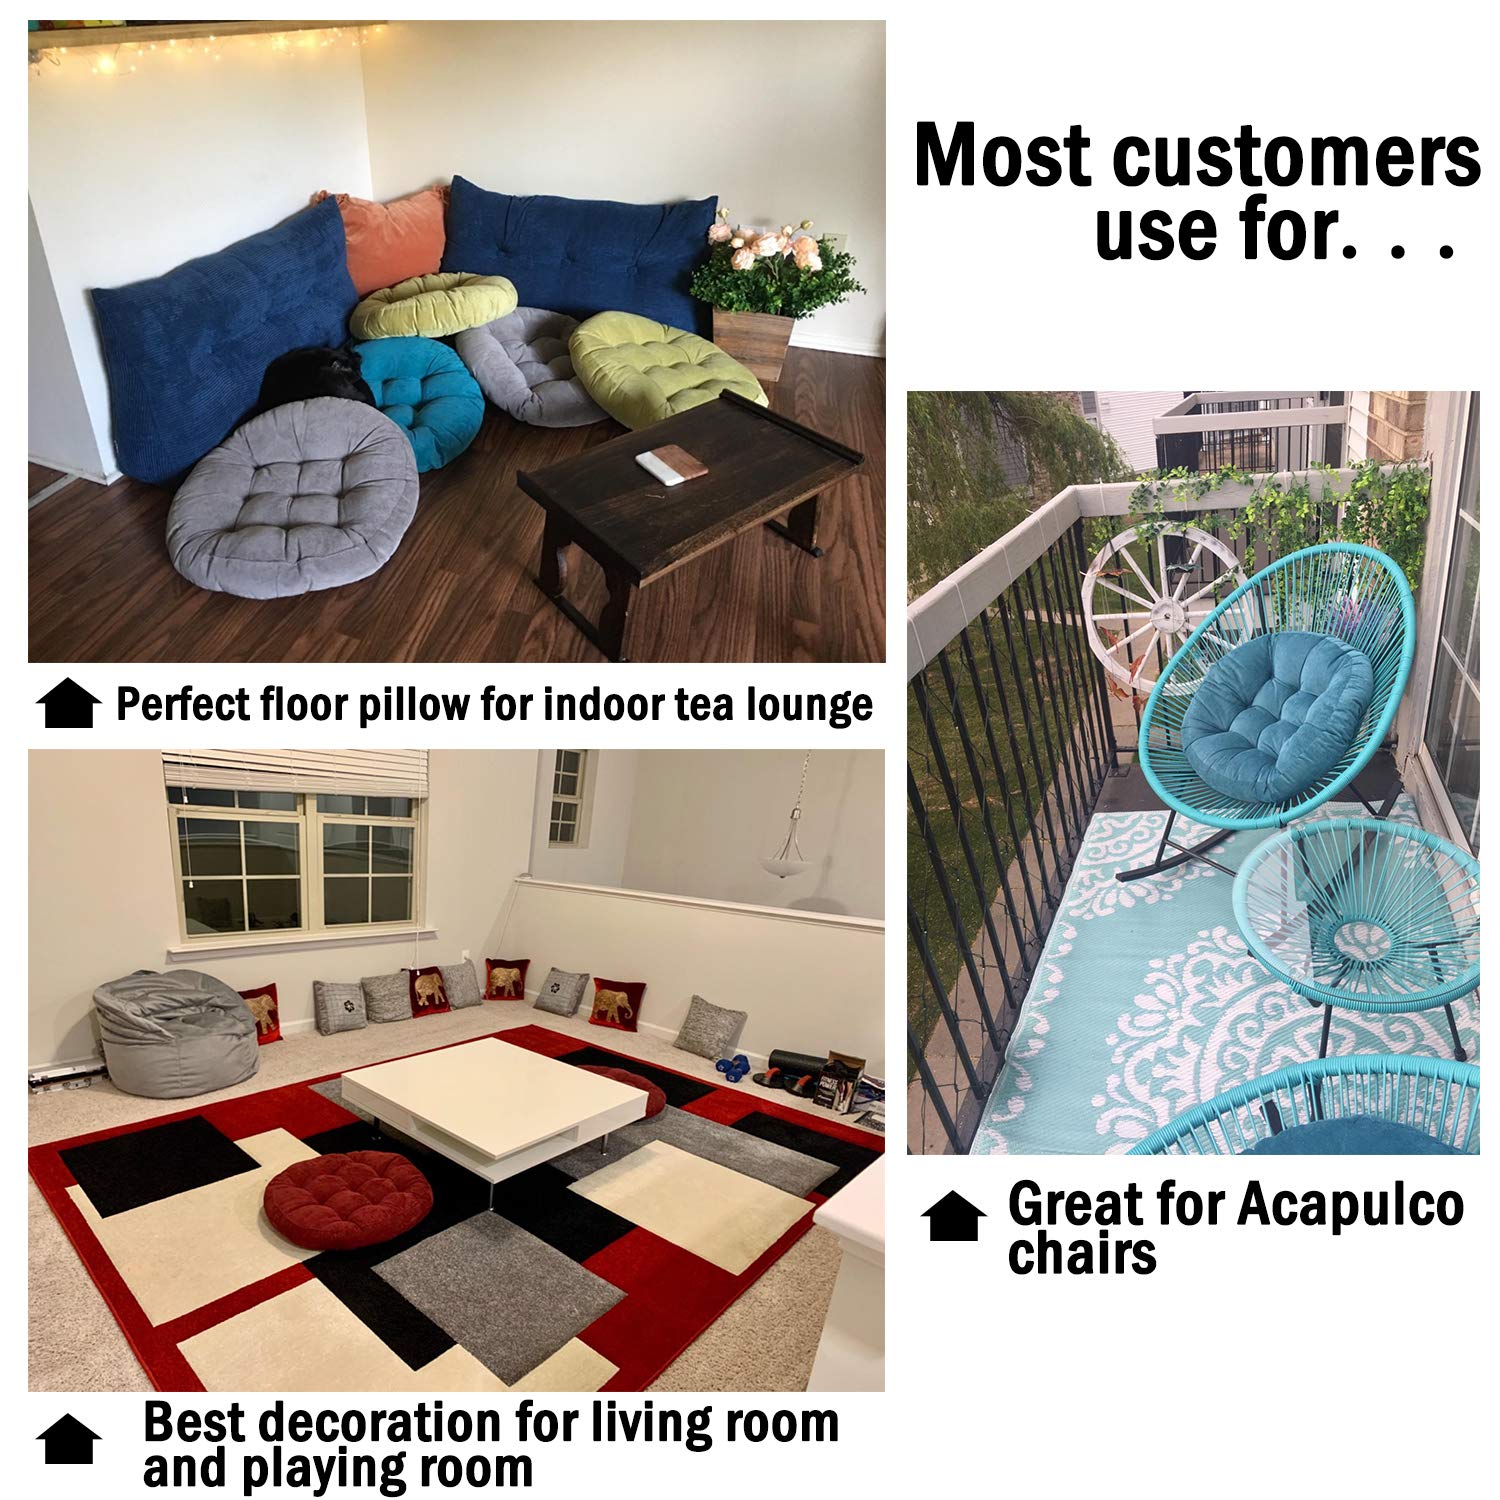 Most customers
use for. . .
Perfect floor pillow for indoor tea lounge
Great for Acapulco
chairs
Best decoration for living room
and playing room